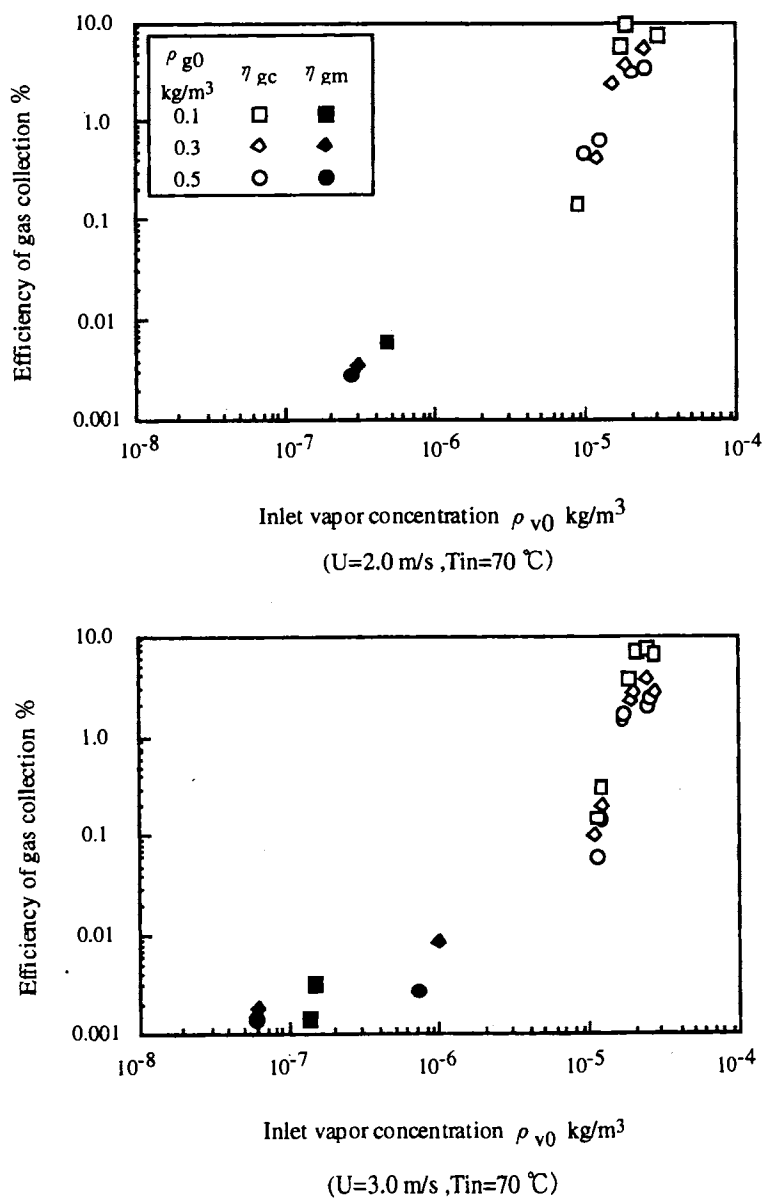 10.0
1.0
0.1
0.01
0.001
Efficiency of gas collection %
ρ g0 η gc η gm
kg/m³
0.1
0.3
0.5
10⁻⁸ 10⁻⁷ 10⁻⁶ 10⁻⁵ 10⁻⁴
Inlet vapor concentration ρ v0 kg/m³
(U=2.0 m/s ,Tin=70 ℃)
10.0
1.0
0.1
0.01
0.001
Efficiency of gas collection %
10⁻⁸ 10⁻⁷ 10⁻⁶ 10⁻⁵ 10⁻⁴
Inlet vapor concentration ρ v0 kg/m³
(U=3.0 m/s ,Tin=70 ℃)